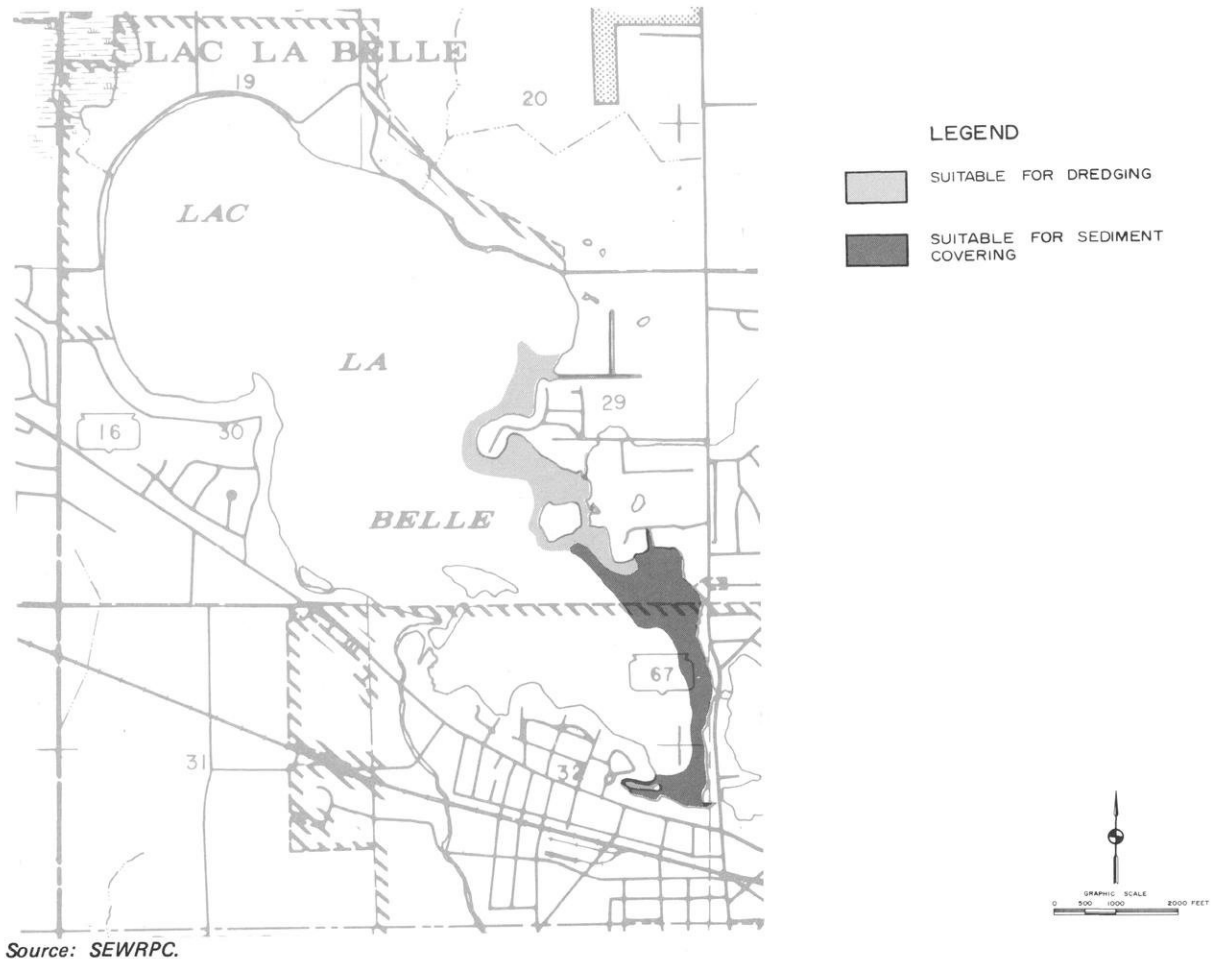 LAC LA BELLE
19
20
LEGEND
SUITABLE FOR DREDGING
LAC
SUITABLE FOR SEDIMENT
COVERING
LA
29
16
30
BELLE
67
31
32
GRAPHIC SCALE
0 500 1000 2000 FEET
Source: SEWRPC.